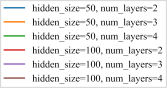 hidden_size=50, num_layers=2
hidden_size=50, num_layers=3
hidden_size=50, num_layers=4
hidden_size=100, num_layers=2
hidden_size=100, num_layers=3
hidden_size=100, num_layers=4